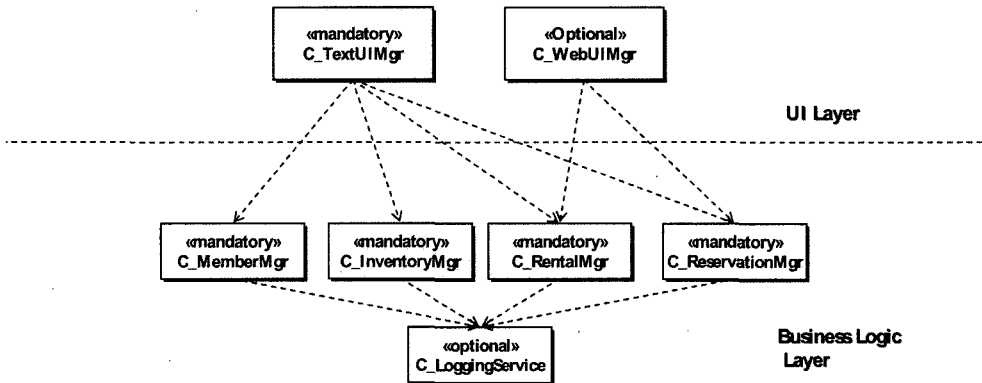 «mandatory»
C_TextUIMgr
«Optional»
C_WebUIMgr
UI Layer
«mandatory»
C_MemberMgr
«mandatory»
C_InventoryMgr
«mandatory»
C_RentalMgr
«mandatory»
C_ReservationMgr
«optional»
C_LoggingService
Business Logic
Layer